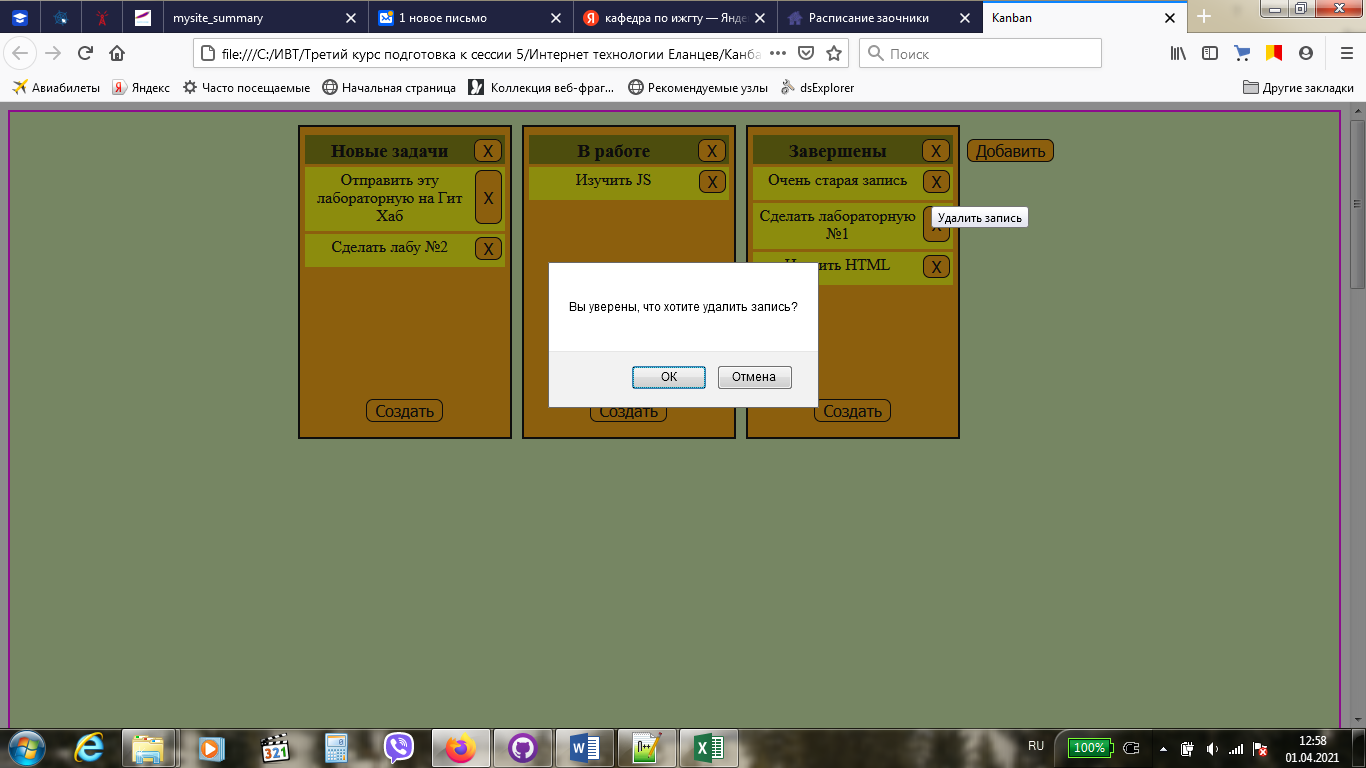 mysite_summary
1 новое письмо
кафедра по ижгту — Янде
Расписание заочники
Kanban
file:///C:/ИВТ/Третий курс подготовка к сессии 5/Интернет технологии Еланцев/Канба
Поиск
Авиабилеты
Яндекс
Часто посещаемые
Начальная страница
Коллекция веб-фраг...
Рекомендуемые узлы
dsExplorer
Другие закладки
Новые задачи X
Отправить эту
лабораторную на Гит
Хаб
X
Сделать лабу №2 X
Создать
В работе X
Изучить JS X
Создать
Завершены X
Очень старая запись X
Сделать лабораторную
№1
Удалить запись
ить HTML X
Создать
Добавить
Вы уверены, что хотите удалить запись?
ОК
Отмена
321
RU
100%
12:58
01.04.2021